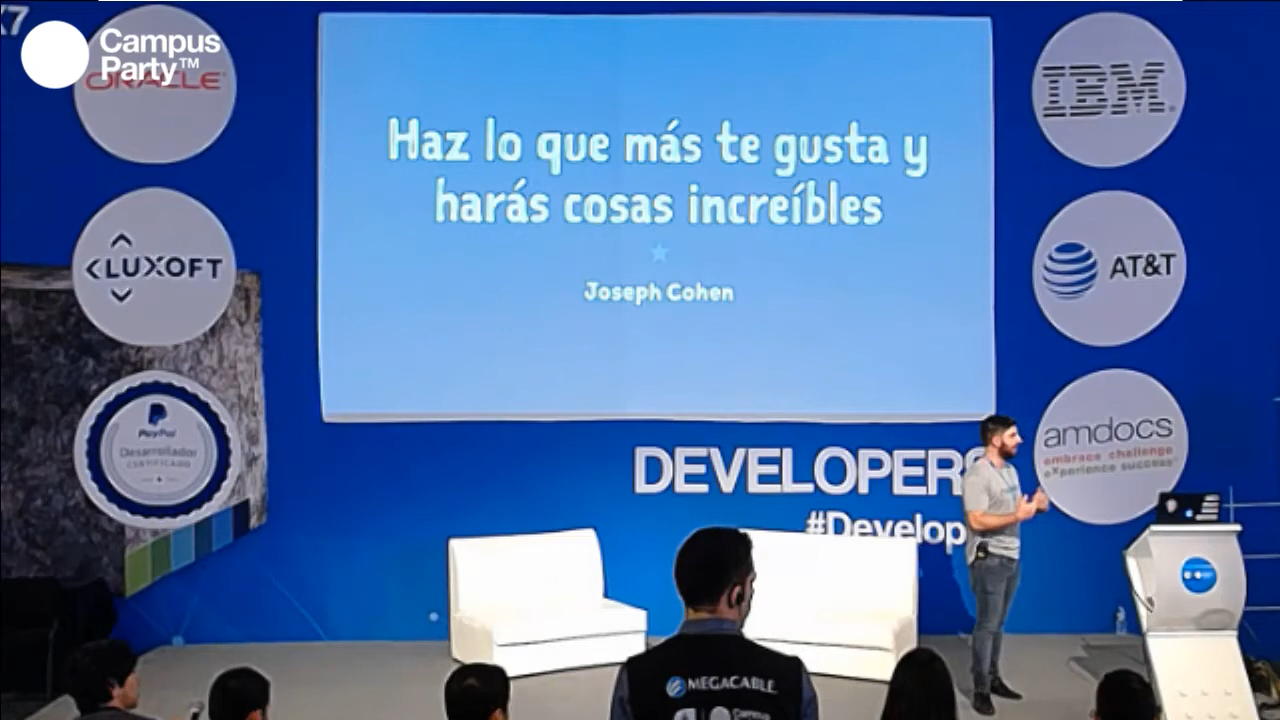 Campus
Party™
ORACLE
Haz lo que más te gusta y
harás cosas increíbles
Joseph Cohen
IBM
LUXOFT
AT&T
PayPal
Desarrollador
CERTIFICADO
amdocs
embrace challenge
experience success
DEVELOPERS
#Develop
MEGACABLE
Campus